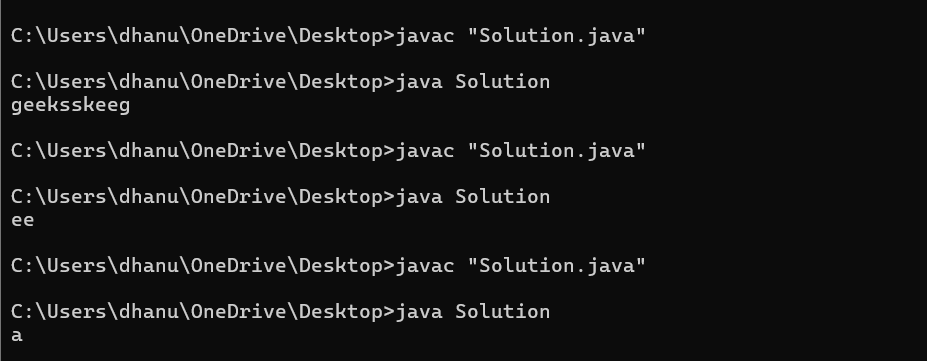 C:\Users\dhanu\OneDrive\Desktop>javac "Solution.java"
C:\Users\dhanu\OneDrive\Desktop>java Solution
geeksskeeg
C:\Users\dhanu\OneDrive\Desktop>javac "Solution.java"
C:\Users\dhanu\OneDrive\Desktop>java Solution
ee
C:\Users\dhanu\OneDrive\Desktop>javac "Solution.java"
C:\Users\dhanu\OneDrive\Desktop>java Solution
a